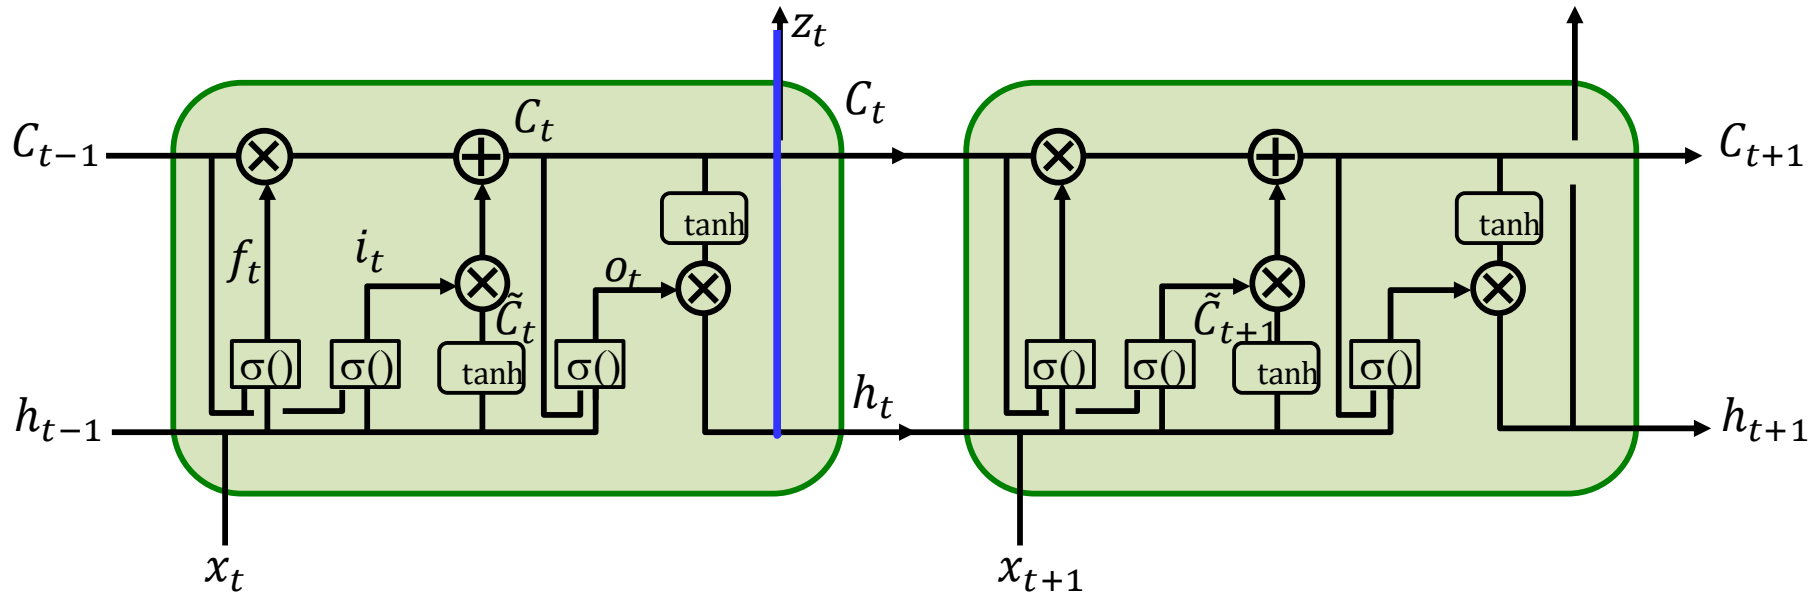 z_t
C_{t−1}
C_t
C_t
C_{t+1}
f_t
i_t
o_t
tanh
tanh
C̃_t
C̃_{t+1}
σ()
σ()
tanh
σ()
σ()
σ()
tanh
σ()
h_{t−1}
h_t
h_{t+1}
x_t
x_{t+1}